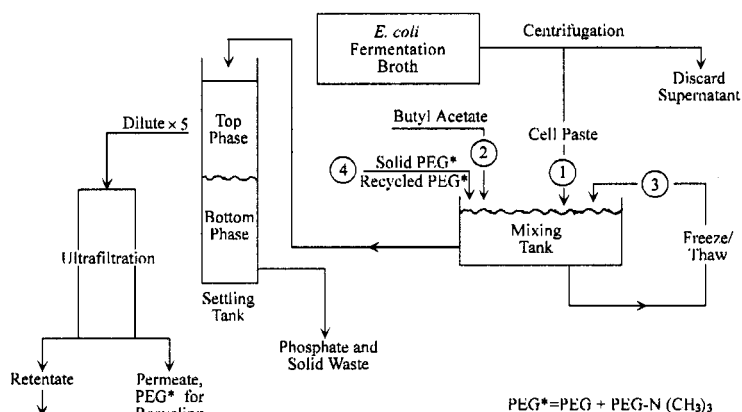 E. coli
Fermentation
Broth
Centrifugation
Discard
Supernatant
Butyl Acetate
Cell Paste
Dilute × 5
Top
Phase
4
Solid PEG*
Recycled PEG*
2
1
3
Bottom
Phase
Mixing
Tank
Freeze/
Thaw
Ultrafiltration
Settling
Tank
Phosphate and
Solid Waste
Retentate
Permeate,
PEG* for
Recycling
PEG*=PEG + PEG-N (CH₃)₃